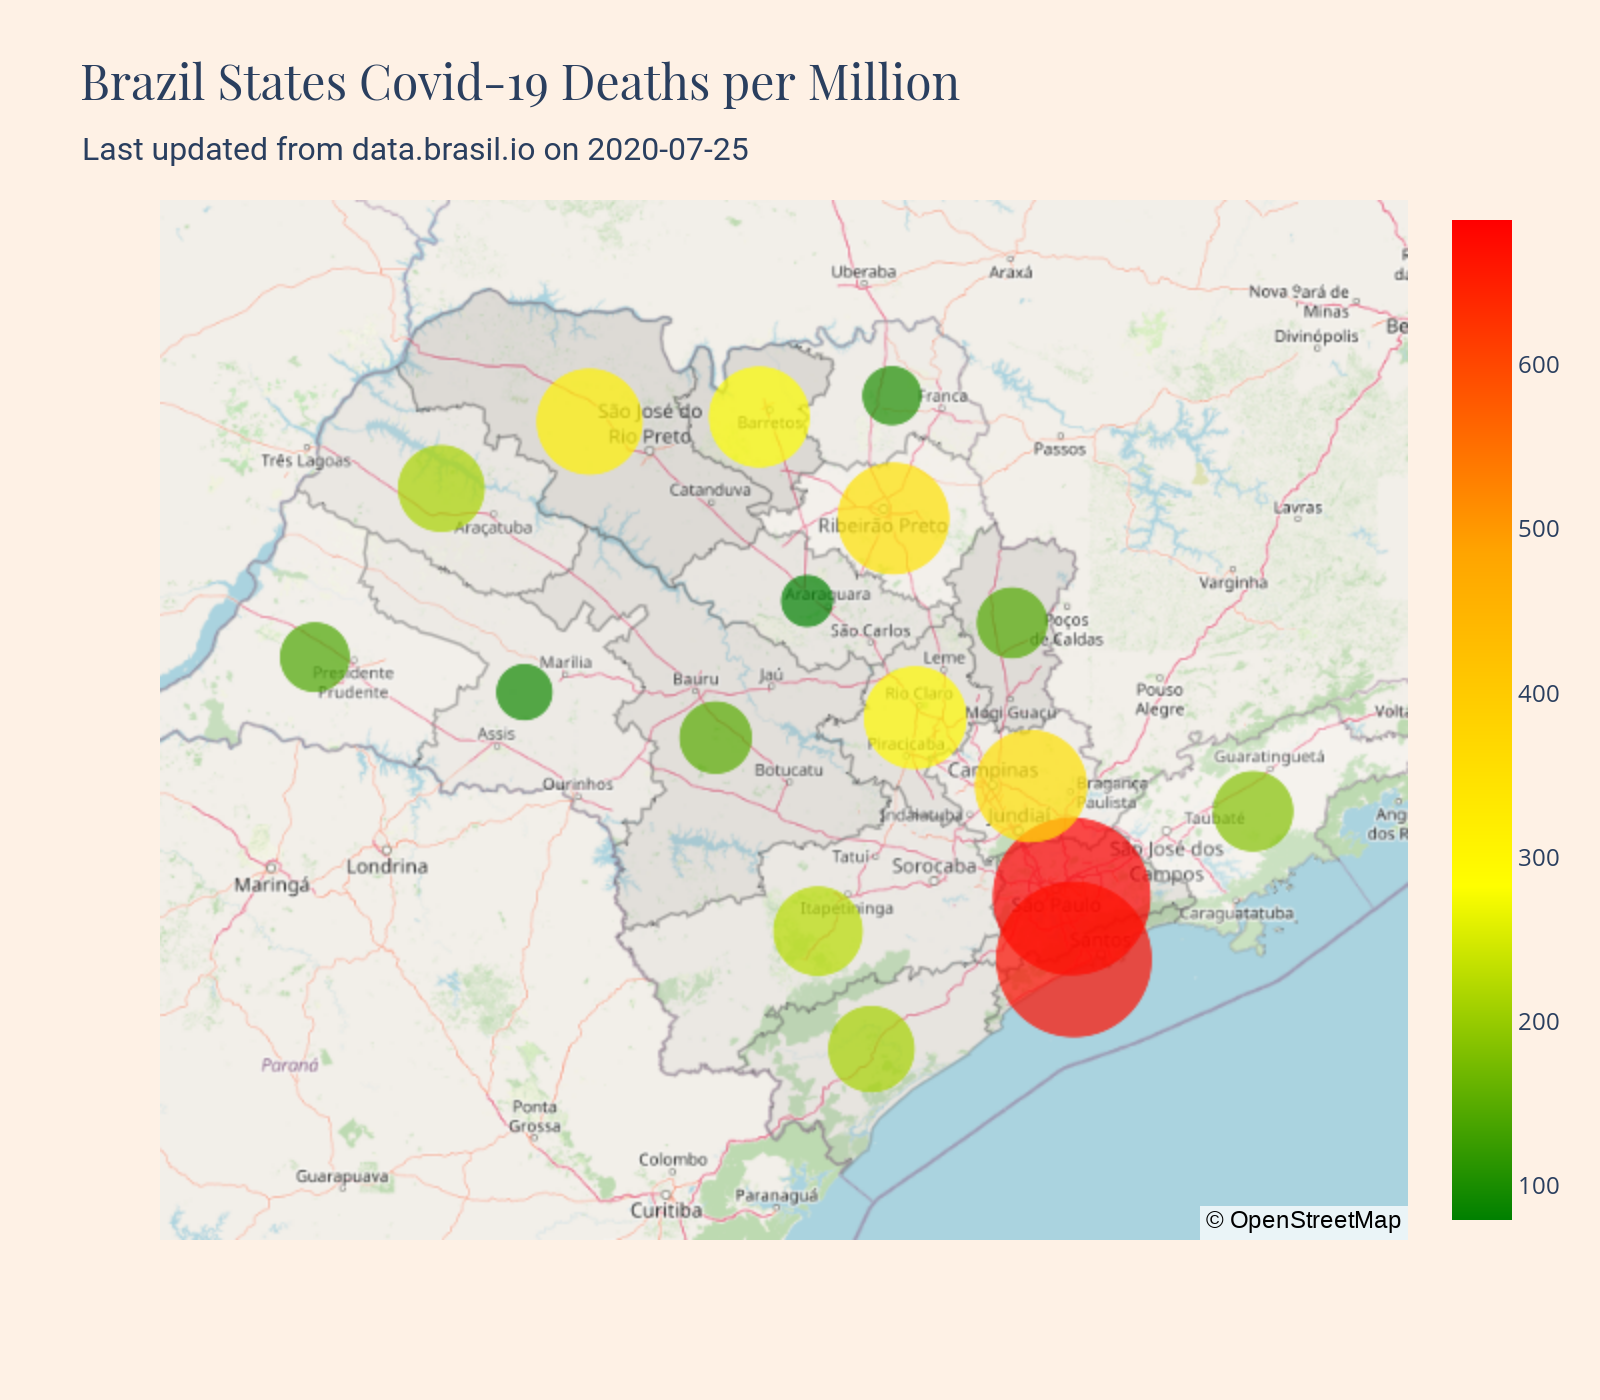 Brazil States Covid-19 Deaths per Million
Last updated from data.brasil.io on 2020-07-25
Uberaba
Araxá
Nova
Pará de
Minas
Divinópolis
600
São José do
Rio Preto
Barretos
Franca
Passos
Três Lagoas
Catanduva
Araçatuba
Ribeirão Preto
Lavras
500
Varginha
Araraquara
São Carlos
Poços
de Caldas
Presidente
Prudente
Marília
Bauru
Jaú
Leme
Rio Claro
Mogi Guaçu
Pouso
Alegre
400
Volta
Assis
Piracicaba
Guaratinguetá
Botucatu
Campinas
Ourinhos
Bragança
Paulista
Indaiatuba
Jundiaí
Taubaté
Ang
dos R
Londrina
Maringá
Tatuí
Sorocaba
São José dos
Campos
300
Itapetininga
São Paulo
Caraguatatuba
Santos
200
Paraná
Ponta
Grossa
Colombo
Guarapuava
Curitiba
Paranaguá
100
© OpenStreetMap